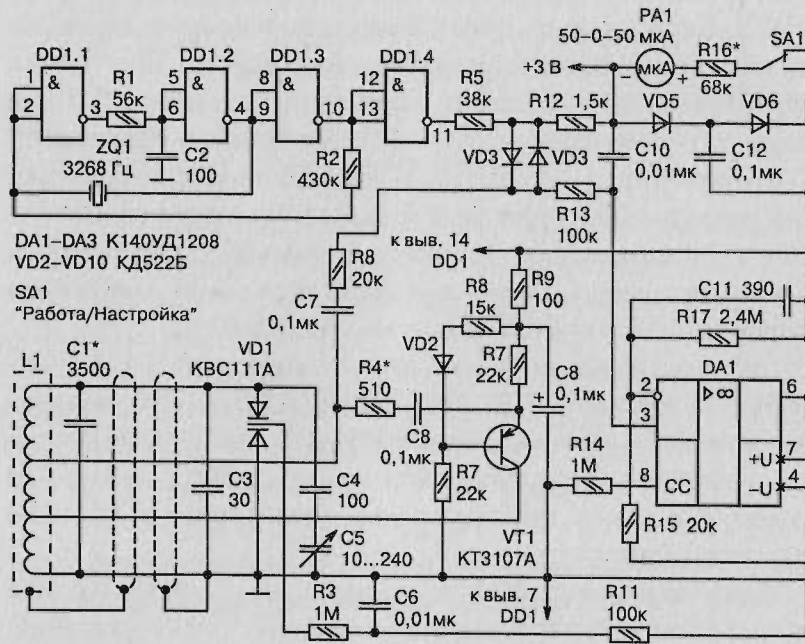 PA1
50–0–50 мкА
R16*
68к
SA1
+3 В
– мкА +
DD1.1
DD1.2
DD1.3
DD1.4
1
&
2
3
R1
56к
5
&
6
4
8
&
9
10
12
&
13
11
R5
38к
R12 1,5к
VD5
VD6
ZQ1
3268 Гц
C2
100
R2
430к
VD3
VD3
C10
0,01мк
C12
0,1мк
R13
100к
DA1–DA3 К140УД1208
VD2–VD10 КД522Б
SA1
"Работа/Настройка"
R8
20к
C7
0,1мк
к выв. 14
DD1
R8
15к
R9
100
C11 390
R17 2,4М
L1
C1*
3500
VD1
КВС111А
R4*
510
VD2
R7
22к
C8
0,1мк
+
C8
0,1мк
DA1
2
▷∞
6
3
+U
7
–U
4
8
CC
R14
1М
R15 20к
C3
30
C4
100
R7
22к
C5
10...240
VT1
КТ3107А
R3
1М
C6
0,01мк
к выв. 7
DD1
R11
100к